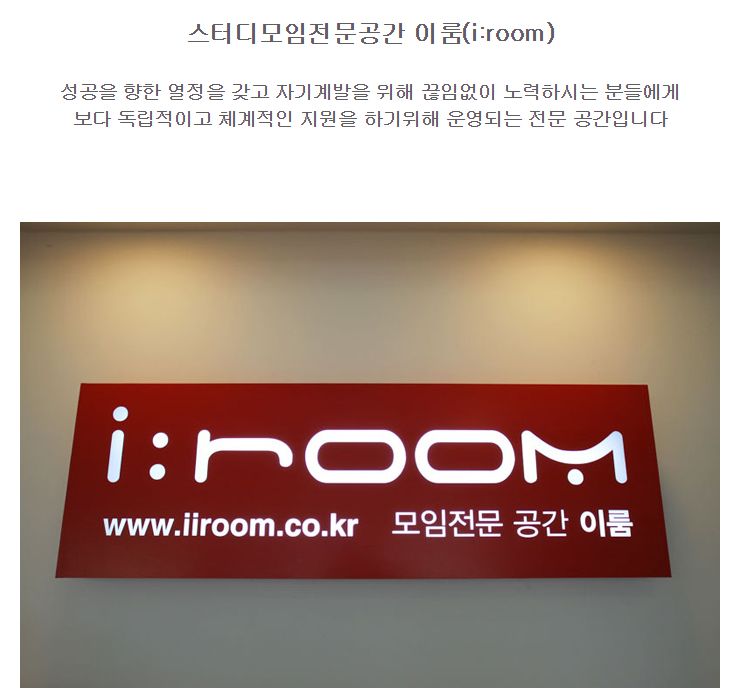 스터디모임전문공간 이룸(i:room)
성공을 향한 열정을 갖고 자기계발을 위해 끊임없이 노력하시는 분들에게
보다 독립적이고 체계적인 지원을 하기위해 운영되는 전문 공간입니다
i:room
www.iiroom.co.kr 모임전문 공간 이룸